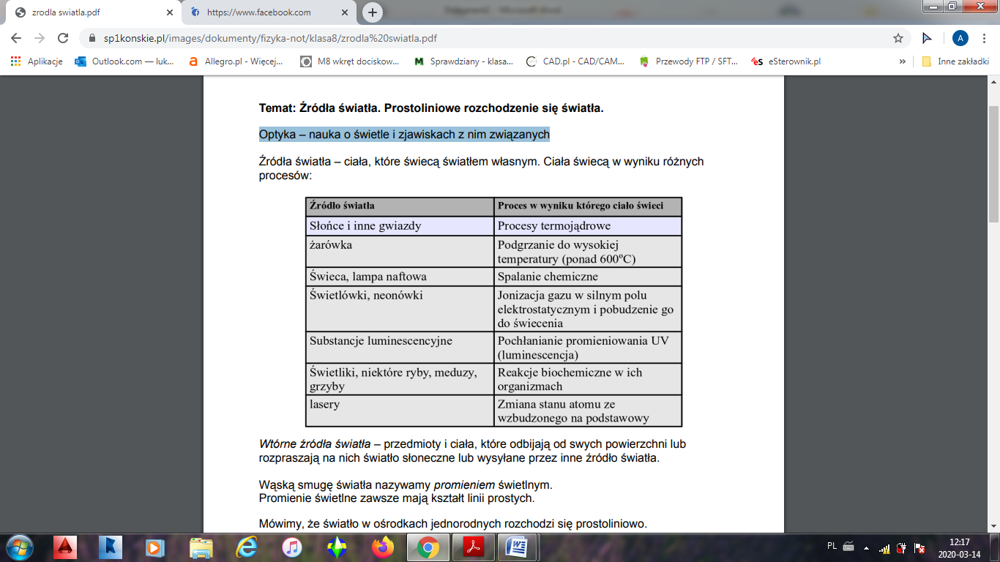 zrodla swiatla.pdf
https://www.facebook.com
sp1konskie.pl/images/dokumenty/fizyka-not/klasa8/zrodla%20swiatla.pdf
A
Aplikacje
Outlook.com — luk...
Allegro.pl - Więcej...
M8 wkręt dociskow...
Sprawdziany - klasa...
CAD.pl - CAD/CAM...
Przewody FTP / SFT...
eSterownik.pl
»
Inne zakładki
Temat: Źródła światła. Prostoliniowe rozchodzenie się światła.
Optyka – nauka o świetle i zjawiskach z nim związanych
Źródła światła – ciała, które świecą światłem własnym. Ciała świecą w wyniku różnych
procesów:
Źródło światła
Proces w wyniku którego ciało świeci
Słońce i inne gwiazdy
Procesy termojądrowe
żarówka
Podgrzanie do wysokiej
temperatury (ponad 600ºC)
Świeca, lampa naftowa
Spalanie chemiczne
Świetlówki, neonówki
Jonizacja gazu w silnym polu
elektrostatycznym i pobudzenie go
do świecenia
Substancje luminescencyjne
Pochłanianie promieniowania UV
(luminescencja)
Świetliki, niektóre ryby, meduzy,
grzyby
Reakcje biochemiczne w ich
organizmach
lasery
Zmiana stanu atomu ze
wzbudzonego na podstawowy
Wtórne źródła światła – przedmioty i ciała, które odbijają od swych powierzchni lub
rozpraszają na nich światło słoneczne lub wysyłane przez inne źródło światła.
Wąską smugę światła nazywamy promieniem świetlnym.
Promienie świetlne zawsze mają kształt linii prostych.
Mówimy, że światło w ośrodkach jednorodnych rozchodzi się prostoliniowo.
PL
12:17
2020-03-14